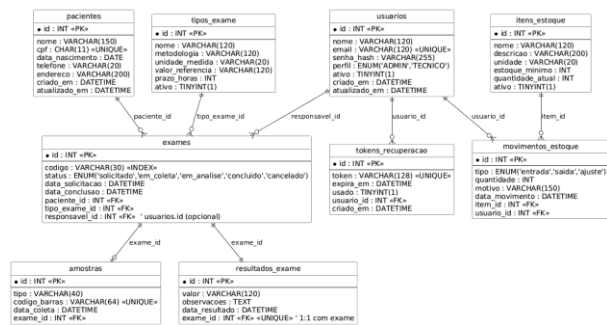 pacientes
● id : INT «PK»
nome : VARCHAR(150)
cpf : CHAR(11) «UNIQUE»
data_nascimento : DATE
telefone : VARCHAR(20)
endereco : VARCHAR(200)
criado_em : DATETIME
atualizado_em : DATETIME
tipos_exame
● id : INT «PK»
nome : VARCHAR(120)
metodologia : VARCHAR(120)
unidade_medida : VARCHAR(20)
valor_referencia : VARCHAR(120)
prazo_horas : INT
ativo : TINYINT(1)
usuarios
● id : INT «PK»
nome : VARCHAR(120)
email : VARCHAR(120) «UNIQUE»
senha_hash : VARCHAR(255)
perfil : ENUM('ADMIN','TECNICO')
ativo : TINYINT(1)
criado_em : DATETIME
atualizado_em : DATETIME
itens_estoque
● id : INT «PK»
nome : VARCHAR(120)
descricao : VARCHAR(200)
unidade : VARCHAR(20)
estoque_minimo : INT
quantidade_atual : INT
ativo : TINYINT(1)
paciente_id
tipo_exame_id
responsavel_id
usuario_id
usuario_id
item_id
exames
● id : INT «PK»
codigo : VARCHAR(30) «INDEX»
status : ENUM('solicitado','em_coleta','em_analise','concluido','cancelado')
data_solicitacao : DATETIME
data_conclusao : DATETIME
paciente_id : INT «FK»
tipo_exame_id : INT «FK»
responsavel_id : INT «FK» ' usuarios.id (opcional)
tokens_recuperacao
● id : INT «PK»
token : VARCHAR(128) «UNIQUE»
expira_em : DATETIME
usado : TINYINT(1)
usuario_id : INT «FK»
criado_em : DATETIME
movimentos_estoque
● id : INT «PK»
tipo : ENUM('entrada','saida','ajuste')
quantidade : INT
motivo : VARCHAR(150)
data_movimento : DATETIME
item_id : INT «FK»
usuario_id : INT «FK»
exame_id
exame_id
amostras
● id : INT «PK»
tipo : VARCHAR(40)
codigo_barras : VARCHAR(64) «UNIQUE»
data_coleta : DATETIME
exame_id : INT «FK»
resultados_exame
● id : INT «PK»
valor : VARCHAR(120)
observacoes : TEXT
data_resultado : DATETIME
exame_id : INT «FK» «UNIQUE» ' 1:1 com exame